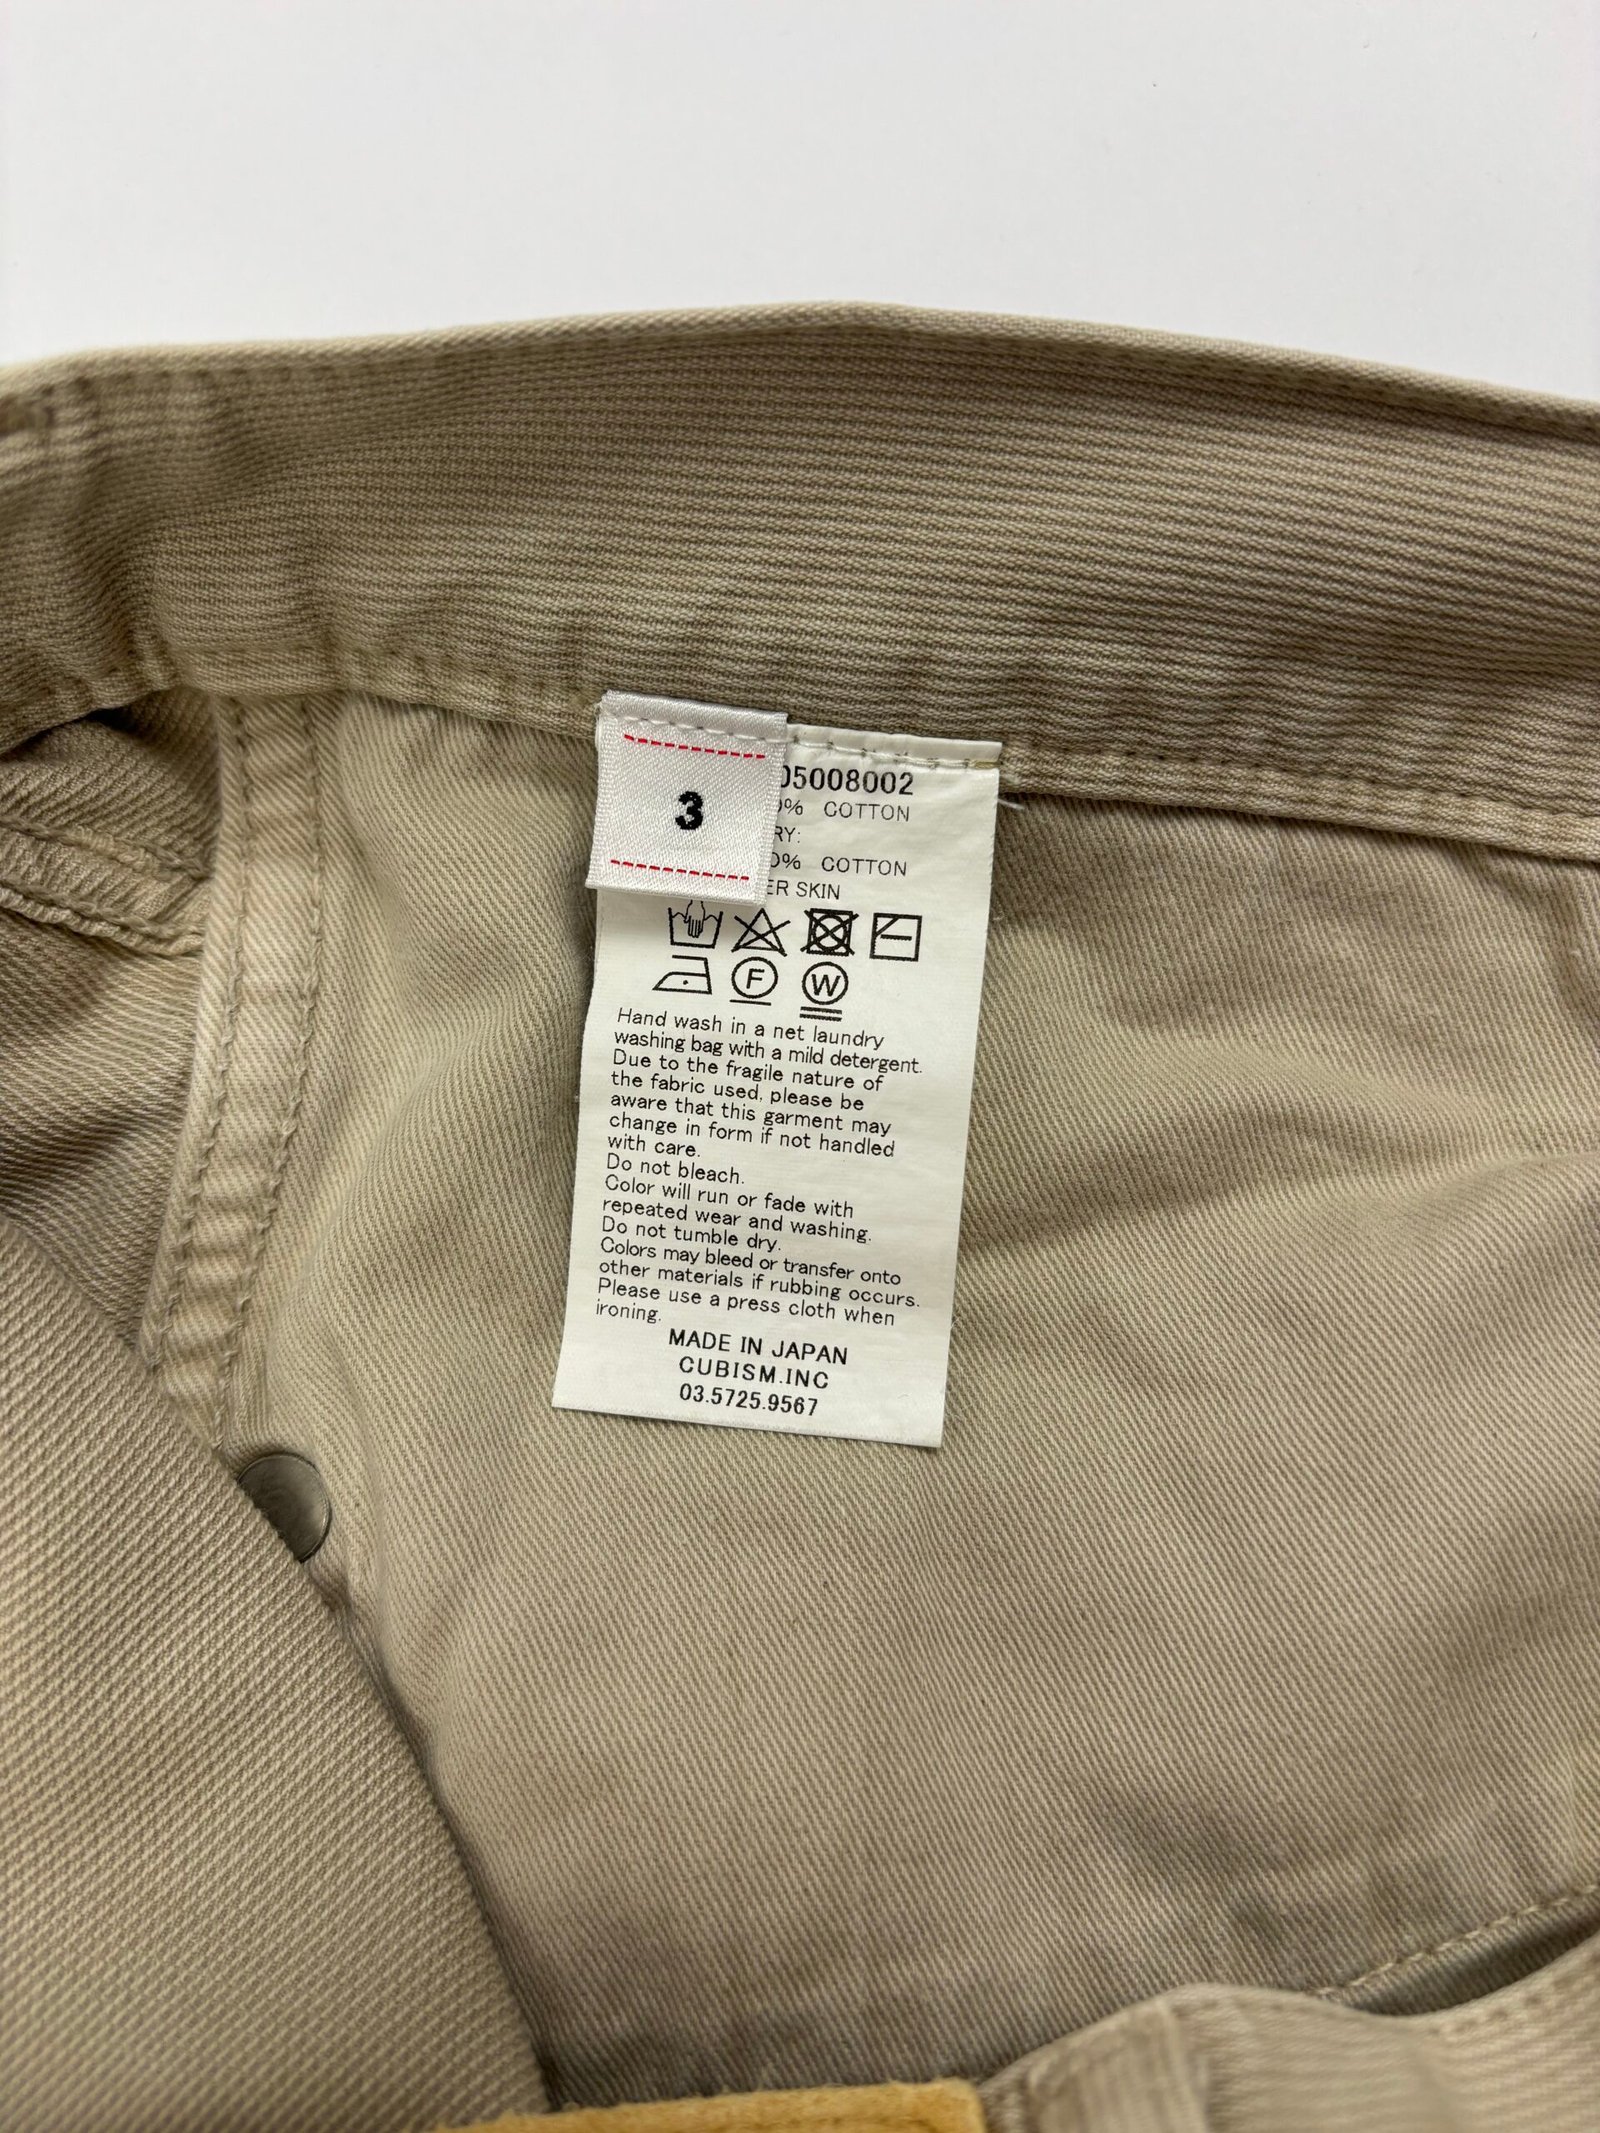 3
05008002
0% COTTON
RY:
0% COTTON
ER SKIN
F
W
Hand wash in a net laundry
washing bag with a mild detergent.
Due to the fragile nature of
the fabric used, please be
aware that this garment may
change in form if not handled
with care.
Do not bleach.
Color will run or fade with
repeated wear and washing.
Do not tumble dry.
Colors may bleed or transfer onto
other materials if rubbing occurs.
Please use a press cloth when
ironing.
MADE IN JAPAN
CUBISM.INC
03.5725.9567